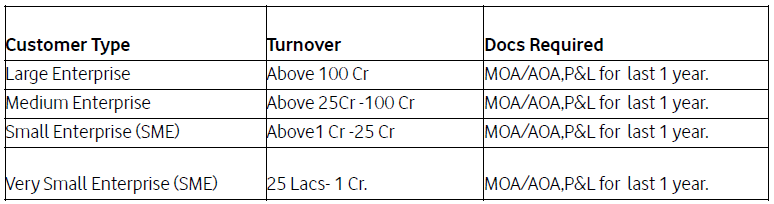 Customer Type Turnover Docs Required
Large Enterprise Above 100 Cr MOA/AOA,P&L for last 1 year.
Medium Enterprise Above 25Cr -100 Cr MOA/AOA,P&L for last 1 year.
Small Enterprise (SME) Above1 Cr -25 Cr MOA/AOA,P&L for last 1 year.
Very Small Enterprise (SME) 25 Lacs- 1 Cr. MOA/AOA,P&L for last 1 year.